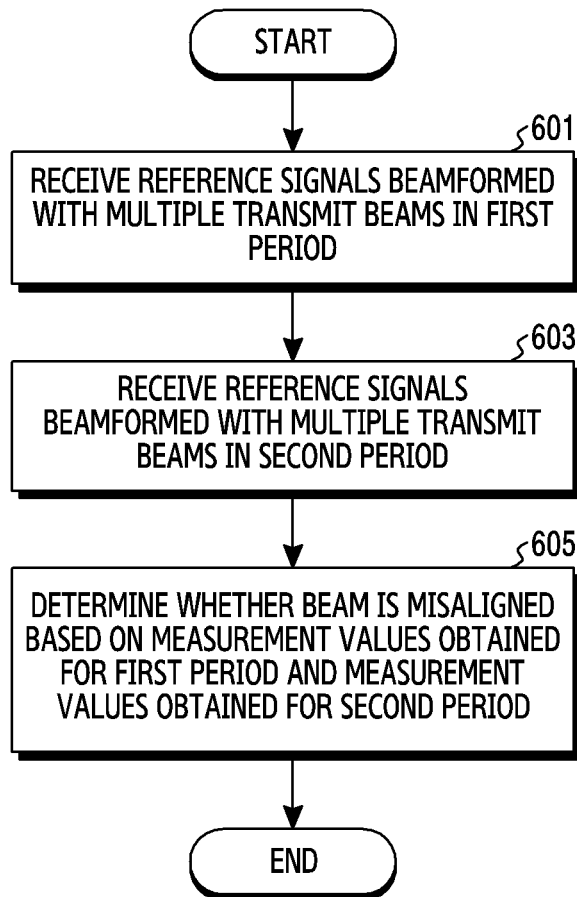 START
601
RECEIVE REFERENCE SIGNALS BEAMFORMED
WITH MULTIPLE TRANSMIT BEAMS IN FIRST
PERIOD
603
RECEIVE REFERENCE SIGNALS
BEAMFORMED WITH MULTIPLE TRANSMIT
BEAMS IN SECOND PERIOD
605
DETERMINE WHETHER BEAM IS MISALIGNED
BASED ON MEASUREMENT VALUES OBTAINED
FOR FIRST PERIOD AND MEASUREMENT
VALUES OBTAINED FOR SECOND PERIOD
END